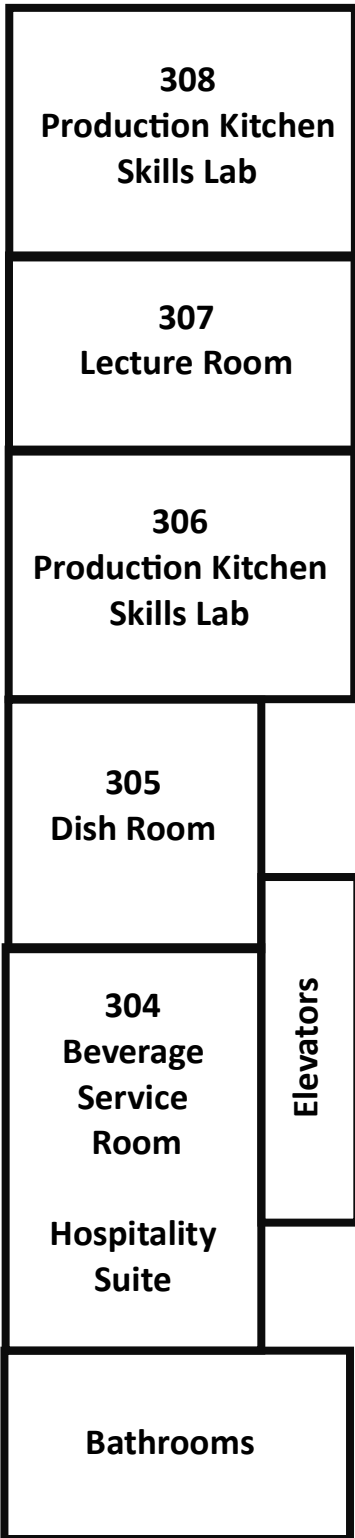 308
Production Kitchen
Skills Lab
307
Lecture Room
306
Production Kitchen
Skills Lab
305
Dish Room
304
Beverage
Service
Room
Hospitality
Suite
Elevators
Bathrooms